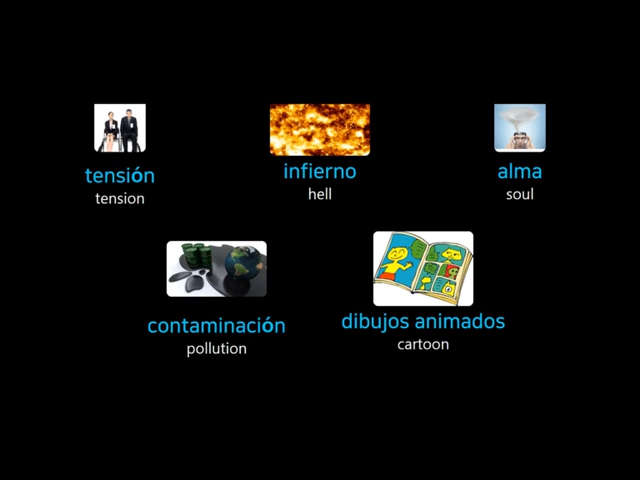 tensión
tension
infierno
hell
alma
soul
contaminación
pollution
dibujos animados
cartoon